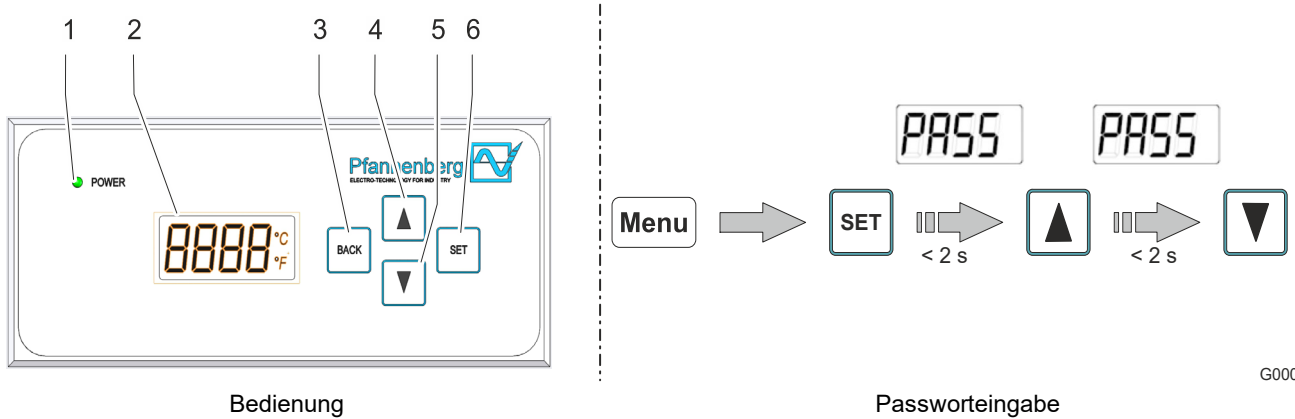 1 2 3 4 5 6
POWER
Pfannenberg
ELECTRO-TECHNOLOGY FOR INDUSTRY
8888 °C
°F
BACK
▲
▼
SET
PASS PASS
Menu SET ▲ ▼
< 2 s < 2 s
G000
Bedienung Passworteingabe